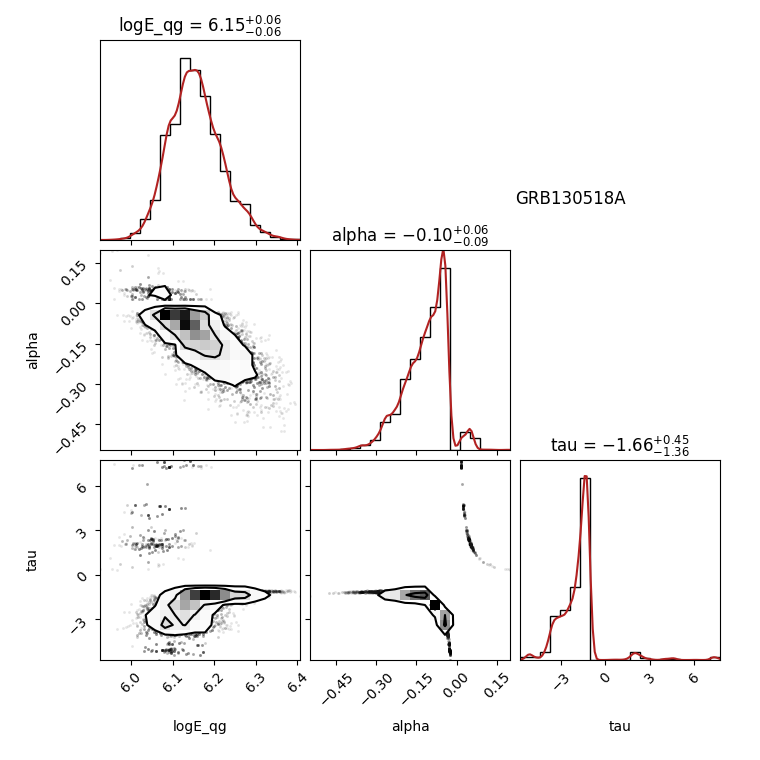 logE_qg = 6.15+0.06−0.06
GRB130518A
alpha = −0.10+0.06−0.09
0.15
0.00
−0.15
−0.30
−0.45
alpha
tau = −1.66+0.45−1.36
6
3
0
−3
tau
6.0 6.1 6.2 6.3 6.4
−0.45 −0.30 −0.15 0.00 0.15
−3 0 3 6
logE_qg alpha tau